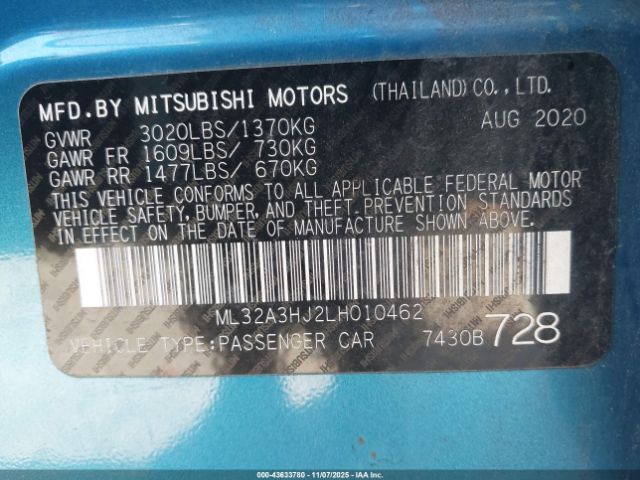 MFD.BY MITSUBISHI MOTORS (THAILAND)CO.,LTD.
GVWR 3020LBS/1370KG AUG 2020
GAWR FR 1609LBS/ 730KG
GAWR RR 1477LBS/ 670KG
THIS VEHICLE CONFORMS TO ALL APPLICABLE FEDERAL MOTOR
VEHICLE SAFETY, BUMPER, AND THEFT PREVENTION STANDARDS
IN EFFECT ON THE DATE OF MANUFACTURE SHOWN ABOVE.
ML32A3HJ2LH010462
VEHICLE TYPE:PASSENGER CAR 7430B 728
000-43633780 - 11/07/2025 - IAAI.COM